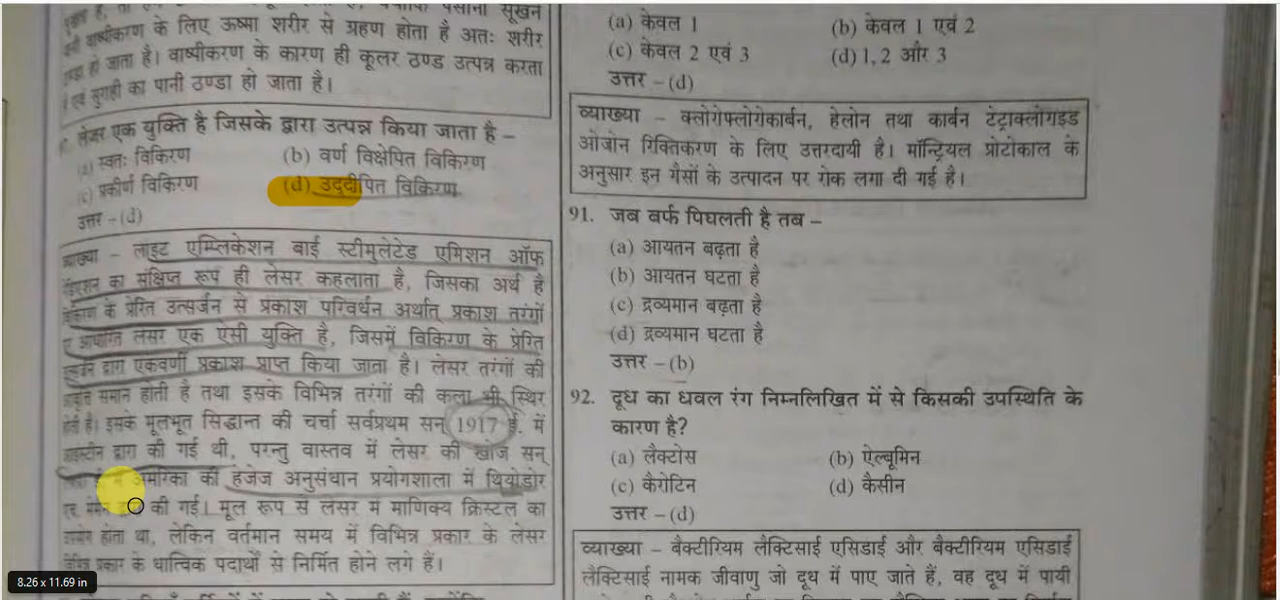 वाष्पीकरण के लिए ऊष्मा शरीर से ग्रहण होता है अतः शरीर
हो जाता है। वाष्पीकरण के कारण ही कूलर ठण्ड उत्पन्न करता
एवं सुराही का पानी ठण्डा हो जाता है।
लेजर एक युक्ति है जिसके द्वारा उत्पन्न किया जाता है –
(a) स्वतः विकिरण (b) वर्ण विक्षेपित विकिरण
(c) प्रकीर्ण विकिरण (d) उद्दीपित विकिरण
उत्तर –(d)
व्याख्या – लाइट एम्प्लिकेशन बाई स्टीमुलेटेड एमिशन ऑफ
का संक्षिप्त रूप ही लेसर कहलाता है, जिसका अर्थ है
के प्रेरित उत्सर्जन से प्रकाश परिवर्धन अर्थात् प्रकाश तरंगों
आधारित लेसर एक ऐसी युक्ति है, जिसमें विकिरण के प्रेरित
द्वारा एकवर्णी प्रकाश प्राप्त किया जाता है। लेसर तरंगों की
समान होती है तथा इसके विभिन्न तरंगों की कला भी स्थिर
है। इसके मूलभूत सिद्धान्त की चर्चा सर्वप्रथम सन् 1917 ई. में
द्वारा की गई थी, परन्तु वास्तव में लेसर की खोज सन्
में अमेरिका की हेजेज अनुसंधान प्रयोगशाला में थियोडोर
की गई। मूल रूप से लेसर में माणिक्य क्रिस्टल का
होता था, लेकिन वर्तमान समय में विभिन्न प्रकार के लेसर
प्रकार के धात्विक पदार्थों से निर्मित होने लगे हैं।
(a) केवल 1 (b) केवल 1 एवं 2
(c) केवल 2 एवं 3 (d) 1, 2 और 3
उत्तर –(d)
व्याख्या – क्लोरोफ्लोरोकार्बन, हेलोन तथा कार्बन टेट्राक्लोराइड
ओजोन रिक्तिकरण के लिए उत्तरदायी है। मॉन्ट्रियल प्रोटोकाल के
अनुसार इन गैसों के उत्पादन पर रोक लगा दी गई है।
91. जब बर्फ पिघलती है तब –
(a) आयतन बढ़ता है
(b) आयतन घटता है
(c) द्रव्यमान बढ़ता है
(d) द्रव्यमान घटता है
उत्तर –(b)
92. दूध का धवल रंग निम्नलिखित में से किसकी उपस्थिति के
कारण है?
(a) लैक्टोस (b) ऐल्बूमिन
(c) कैरोटिन (d) कैसीन
उत्तर –(d)
व्याख्या – बैक्टीरियम लैक्टिसाई एसिडाई और बैक्टीरियम एसिडाई
लैक्टिसाई नामक जीवाणु जो दूध में पाए जाते हैं, वह दूध में पायी
8.26 x 11.69 in